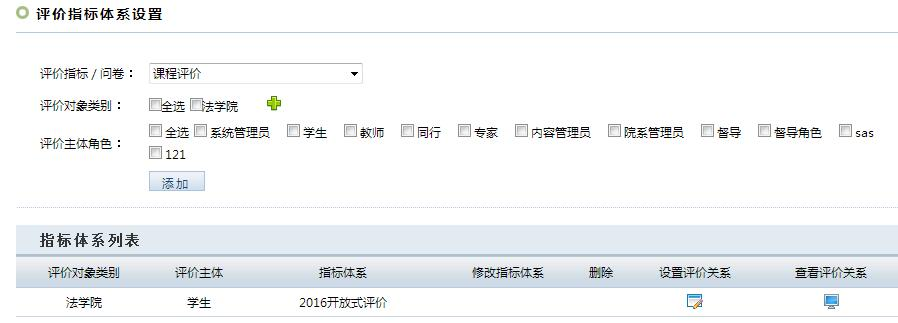 评价指标体系设置
评价指标 / 问卷： 课程评价
评价对象类别： 全选 法学院
评价主体角色： 全选 系统管理员 学生 教师 同行 专家 内容管理员 院系管理员 督导 督导角色 sas
121
添加
指标体系列表
评价对象类别 评价主体 指标体系 修改指标体系 删除 设置评价关系 查看评价关系
法学院 学生 2016开放式评价